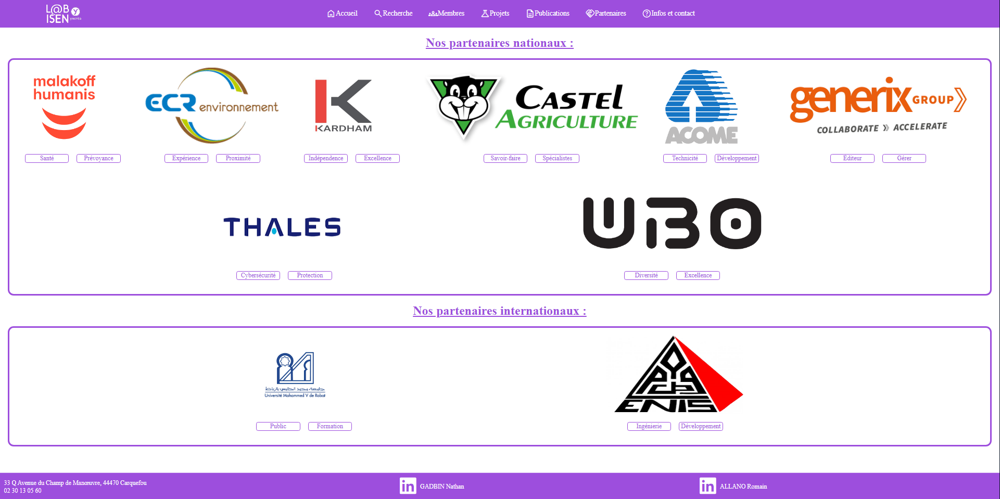 L@B
ISEN
yncréa
Accueil
Recherche
Membres
Projets
Publications
Partenaires
Infos et contact
Nos partenaires nationaux :
malakoff
humanis
ECR environnement
KARDHAM
CASTEL
AGRICULTURE
ACOME
generix GROUP
COLLABORATE » ACCELERATE
Santé
Prévoyance
Expérience
Proximité
Indépendence
Excellence
Savoir-faire
Spécialistes
Technicité
Développement
Editeur
Gérer
THALES
UBO
Cybersécurité
Protection
Diversité
Excellence
Nos partenaires internationaux :
جامعة محمد الخامس بالرباط
Université Mohammed V de Rabat
ENIS
Public
Formation
Ingénierie
Développement
33 Q Avenue du Champ de Manœuvre, 44470 Carquefou
02 30 13 05 60
in GADBIN Nathan
in ALLANO Romain